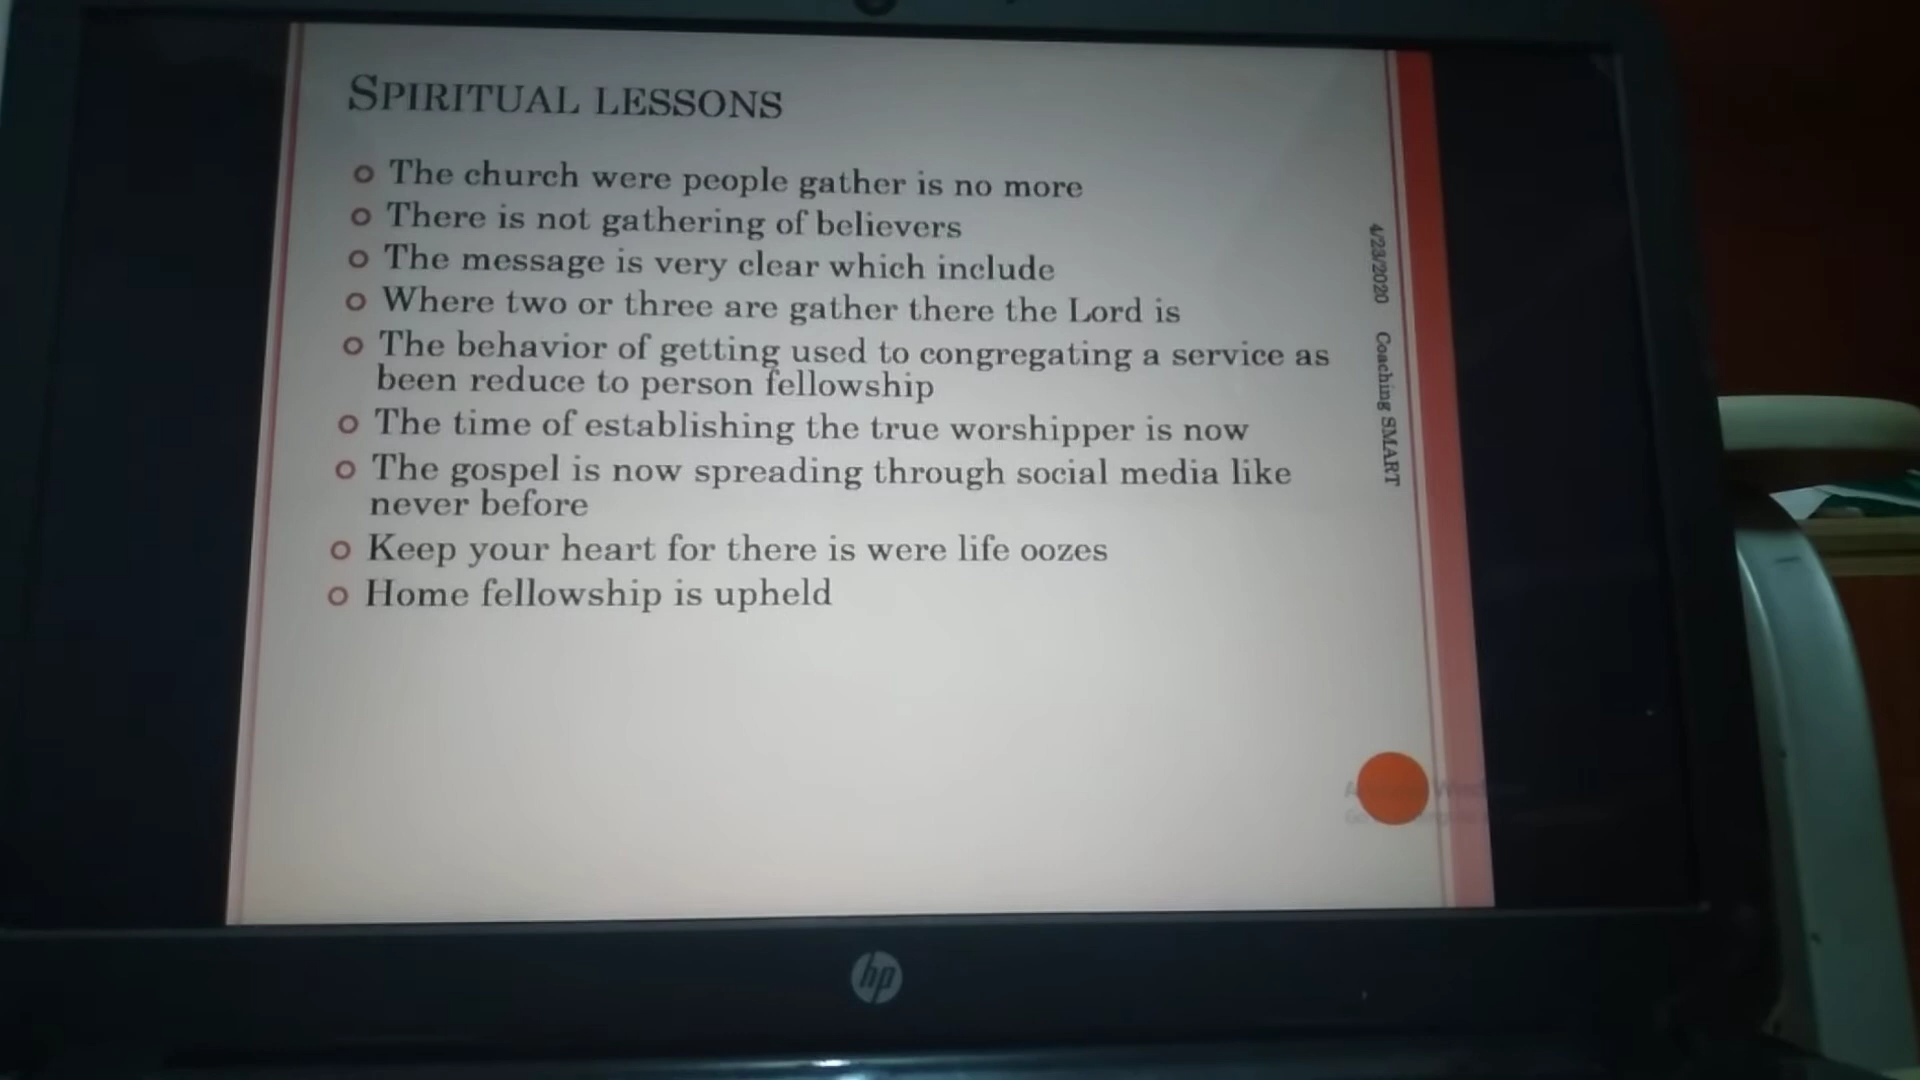 SPIRITUAL LESSONS
The church were people gather is no more
There is not gathering of believers
The message is very clear which include
Where two or three are gather there the Lord is
The behavior of getting used to congregating a service as
been reduce to person fellowship
The time of establishing the true worshipper is now
The gospel is now spreading through social media like
never before
Keep your heart for there is were life oozes
Home fellowship is upheld
4/23/2020 Coaching SMART
hp